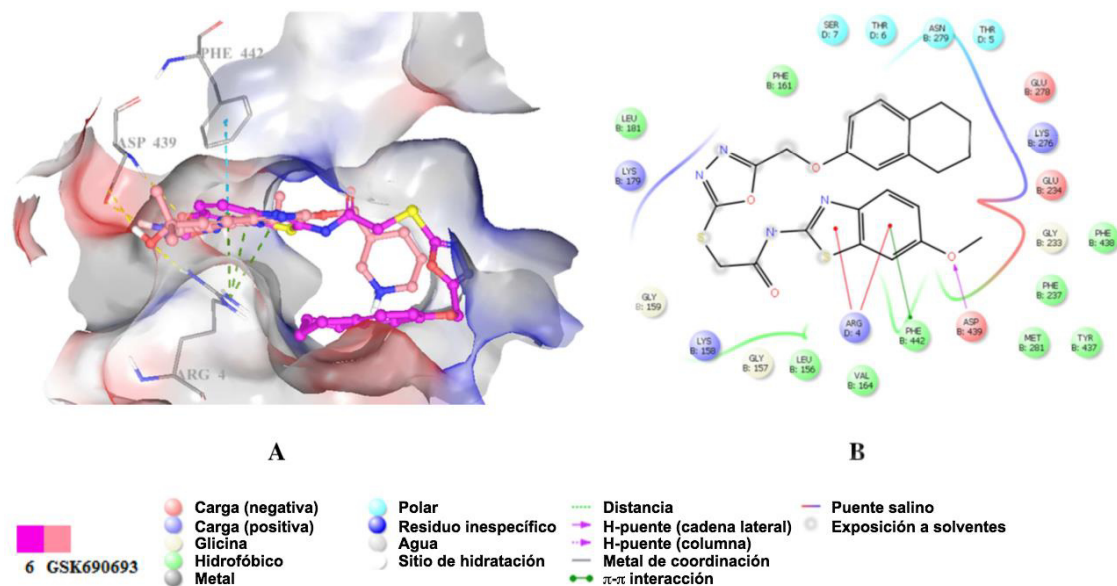 PHE 442
ASP 439
ARG 4
A
SER
D: 7
THR
D: 6
ASN
B: 279
THR
D: 5
PHE
B: 161
GLU
B: 278
LEU
B: 181
LYS
B: 276
LYS
B: 179
GLU
B: 234
GLY
B: 233
PHE
B: 438
PHE
B: 237
GLY
B: 159
ARG
D: 4
PHE
B: 442
ASP
B: 439
MET
B: 281
TYR
B: 437
LYS
B: 158
GLY
B: 157
LEU
B: 156
VAL
B: 164
N
N
O
O
N
N+
S
S
O
O
B
6 GSK690693
Carga (negativa)
Carga (positiva)
Glicina
Hidrofóbico
Metal
Polar
Residuo inespecífico
Agua
Sitio de hidratación
Distancia
H-puente (cadena lateral)
H-puente (columna)
Metal de coordinación
π-π interacción
Puente salino
Exposición a solventes